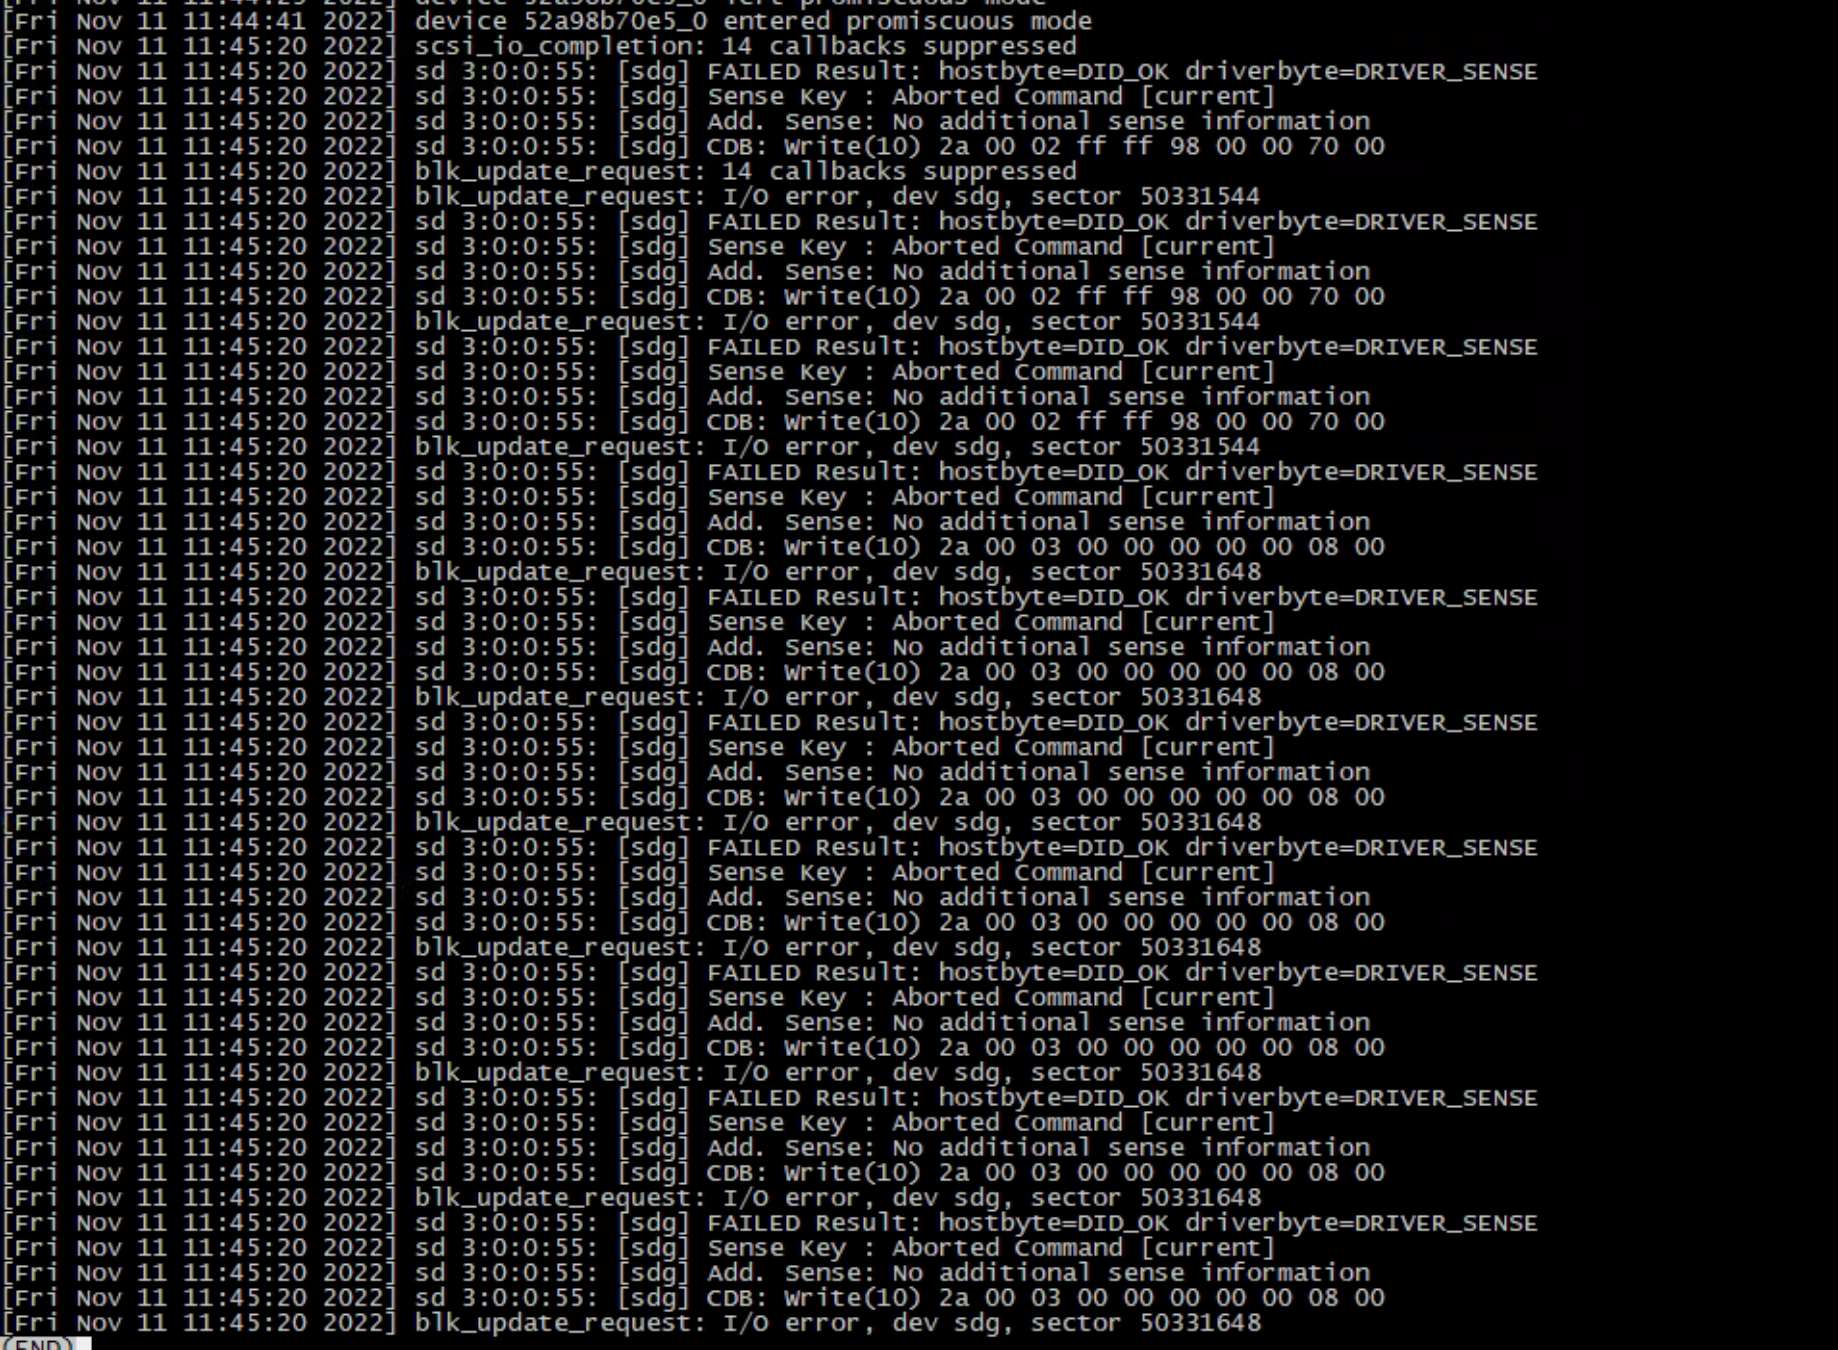 device 52a98b70e5_0 left promiscuous mode
[Fri Nov 11 11:44:41 2022] device 52a98b70e5_0 entered promiscuous mode
[Fri Nov 11 11:45:20 2022] scsi_io_completion: 14 callbacks suppressed
[Fri Nov 11 11:45:20 2022] sd 3:0:0:55: [sdg] FAILED Result: hostbyte=DID_OK driverbyte=DRIVER_SENSE
[Fri Nov 11 11:45:20 2022] sd 3:0:0:55: [sdg] Sense Key : Aborted Command [current]
[Fri Nov 11 11:45:20 2022] sd 3:0:0:55: [sdg] Add. Sense: No additional sense information
[Fri Nov 11 11:45:20 2022] sd 3:0:0:55: [sdg] CDB: Write(10) 2a 00 02 ff ff 98 00 00 70 00
[Fri Nov 11 11:45:20 2022] blk_update_request: 14 callbacks suppressed
[Fri Nov 11 11:45:20 2022] blk_update_request: I/O error, dev sdg, sector 50331544
[Fri Nov 11 11:45:20 2022] sd 3:0:0:55: [sdg] FAILED Result: hostbyte=DID_OK driverbyte=DRIVER_SENSE
[Fri Nov 11 11:45:20 2022] sd 3:0:0:55: [sdg] Sense Key : Aborted Command [current]
[Fri Nov 11 11:45:20 2022] sd 3:0:0:55: [sdg] Add. Sense: No additional sense information
[Fri Nov 11 11:45:20 2022] sd 3:0:0:55: [sdg] CDB: Write(10) 2a 00 02 ff ff 98 00 00 70 00
[Fri Nov 11 11:45:20 2022] blk_update_request: I/O error, dev sdg, sector 50331544
[Fri Nov 11 11:45:20 2022] sd 3:0:0:55: [sdg] FAILED Result: hostbyte=DID_OK driverbyte=DRIVER_SENSE
[Fri Nov 11 11:45:20 2022] sd 3:0:0:55: [sdg] Sense Key : Aborted Command [current]
[Fri Nov 11 11:45:20 2022] sd 3:0:0:55: [sdg] Add. Sense: No additional sense information
[Fri Nov 11 11:45:20 2022] sd 3:0:0:55: [sdg] CDB: Write(10) 2a 00 02 ff ff 98 00 00 70 00
[Fri Nov 11 11:45:20 2022] blk_update_request: I/O error, dev sdg, sector 50331544
[Fri Nov 11 11:45:20 2022] sd 3:0:0:55: [sdg] FAILED Result: hostbyte=DID_OK driverbyte=DRIVER_SENSE
[Fri Nov 11 11:45:20 2022] sd 3:0:0:55: [sdg] Sense Key : Aborted Command [current]
[Fri Nov 11 11:45:20 2022] sd 3:0:0:55: [sdg] Add. Sense: No additional sense information
[Fri Nov 11 11:45:20 2022] sd 3:0:0:55: [sdg] CDB: Write(10) 2a 00 03 00 00 00 00 00 08 00
[Fri Nov 11 11:45:20 2022] blk_update_request: I/O error, dev sdg, sector 50331648
[Fri Nov 11 11:45:20 2022] sd 3:0:0:55: [sdg] FAILED Result: hostbyte=DID_OK driverbyte=DRIVER_SENSE
[Fri Nov 11 11:45:20 2022] sd 3:0:0:55: [sdg] Sense Key : Aborted Command [current]
[Fri Nov 11 11:45:20 2022] sd 3:0:0:55: [sdg] Add. Sense: No additional sense information
[Fri Nov 11 11:45:20 2022] sd 3:0:0:55: [sdg] CDB: Write(10) 2a 00 03 00 00 00 00 00 08 00
[Fri Nov 11 11:45:20 2022] blk_update_request: I/O error, dev sdg, sector 50331648
[Fri Nov 11 11:45:20 2022] sd 3:0:0:55: [sdg] FAILED Result: hostbyte=DID_OK driverbyte=DRIVER_SENSE
[Fri Nov 11 11:45:20 2022] sd 3:0:0:55: [sdg] Sense Key : Aborted Command [current]
[Fri Nov 11 11:45:20 2022] sd 3:0:0:55: [sdg] Add. Sense: No additional sense information
[Fri Nov 11 11:45:20 2022] sd 3:0:0:55: [sdg] CDB: Write(10) 2a 00 03 00 00 00 00 00 08 00
[Fri Nov 11 11:45:20 2022] blk_update_request: I/O error, dev sdg, sector 50331648
[Fri Nov 11 11:45:20 2022] sd 3:0:0:55: [sdg] FAILED Result: hostbyte=DID_OK driverbyte=DRIVER_SENSE
[Fri Nov 11 11:45:20 2022] sd 3:0:0:55: [sdg] Sense Key : Aborted Command [current]
[Fri Nov 11 11:45:20 2022] sd 3:0:0:55: [sdg] Add. Sense: No additional sense information
[Fri Nov 11 11:45:20 2022] sd 3:0:0:55: [sdg] CDB: Write(10) 2a 00 03 00 00 00 00 00 08 00
[Fri Nov 11 11:45:20 2022] blk_update_request: I/O error, dev sdg, sector 50331648
[Fri Nov 11 11:45:20 2022] sd 3:0:0:55: [sdg] FAILED Result: hostbyte=DID_OK driverbyte=DRIVER_SENSE
[Fri Nov 11 11:45:20 2022] sd 3:0:0:55: [sdg] Sense Key : Aborted Command [current]
[Fri Nov 11 11:45:20 2022] sd 3:0:0:55: [sdg] Add. Sense: No additional sense information
[Fri Nov 11 11:45:20 2022] sd 3:0:0:55: [sdg] CDB: Write(10) 2a 00 03 00 00 00 00 00 08 00
[Fri Nov 11 11:45:20 2022] blk_update_request: I/O error, dev sdg, sector 50331648
[Fri Nov 11 11:45:20 2022] sd 3:0:0:55: [sdg] FAILED Result: hostbyte=DID_OK driverbyte=DRIVER_SENSE
[Fri Nov 11 11:45:20 2022] sd 3:0:0:55: [sdg] Sense Key : Aborted Command [current]
[Fri Nov 11 11:45:20 2022] sd 3:0:0:55: [sdg] Add. Sense: No additional sense information
[Fri Nov 11 11:45:20 2022] sd 3:0:0:55: [sdg] CDB: Write(10) 2a 00 03 00 00 00 00 00 08 00
[Fri Nov 11 11:45:20 2022] blk_update_request: I/O error, dev sdg, sector 50331648
[Fri Nov 11 11:45:20 2022] sd 3:0:0:55: [sdg] FAILED Result: hostbyte=DID_OK driverbyte=DRIVER_SENSE
[Fri Nov 11 11:45:20 2022] sd 3:0:0:55: [sdg] Sense Key : Aborted Command [current]
[Fri Nov 11 11:45:20 2022] sd 3:0:0:55: [sdg] Add. Sense: No additional sense information
[Fri Nov 11 11:45:20 2022] sd 3:0:0:55: [sdg] CDB: Write(10) 2a 00 03 00 00 00 00 00 08 00
[Fri Nov 11 11:45:20 2022] blk_update_request: I/O error, dev sdg, sector 50331648
(END)